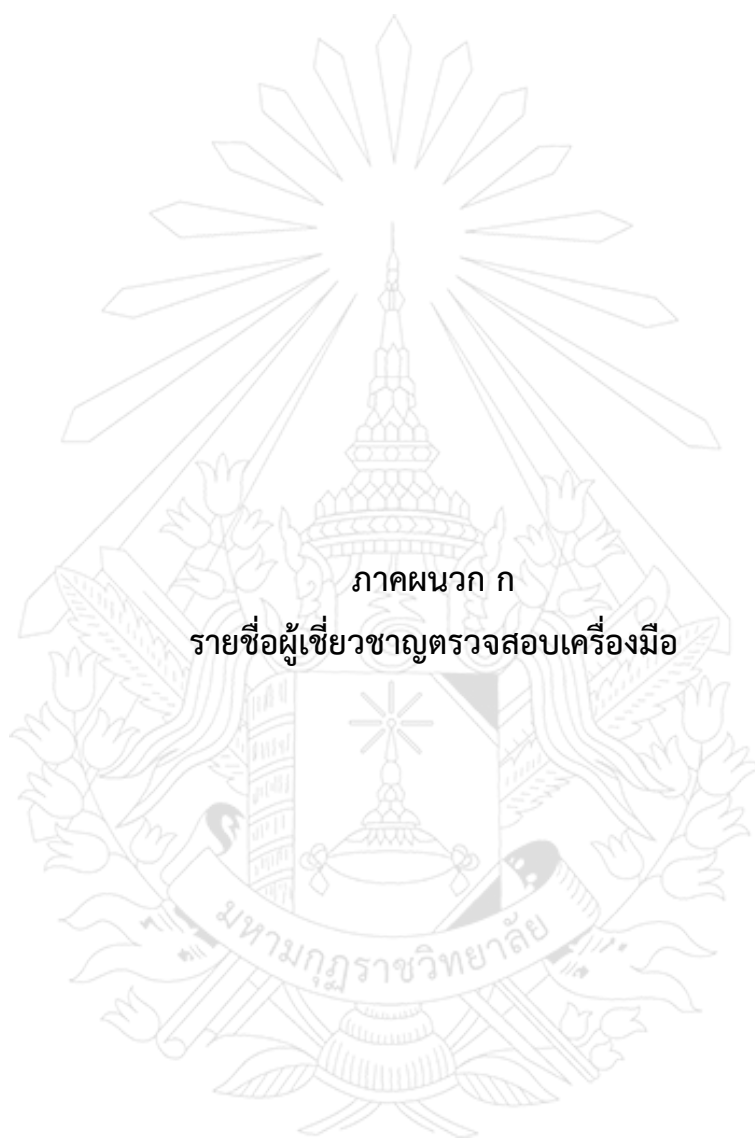 ภาคผนวก ก
รายชื่อผู้เชี่ยวชาญตรวจสอบเครื่องมือ
มหามกุฏราชวิทยาลัย